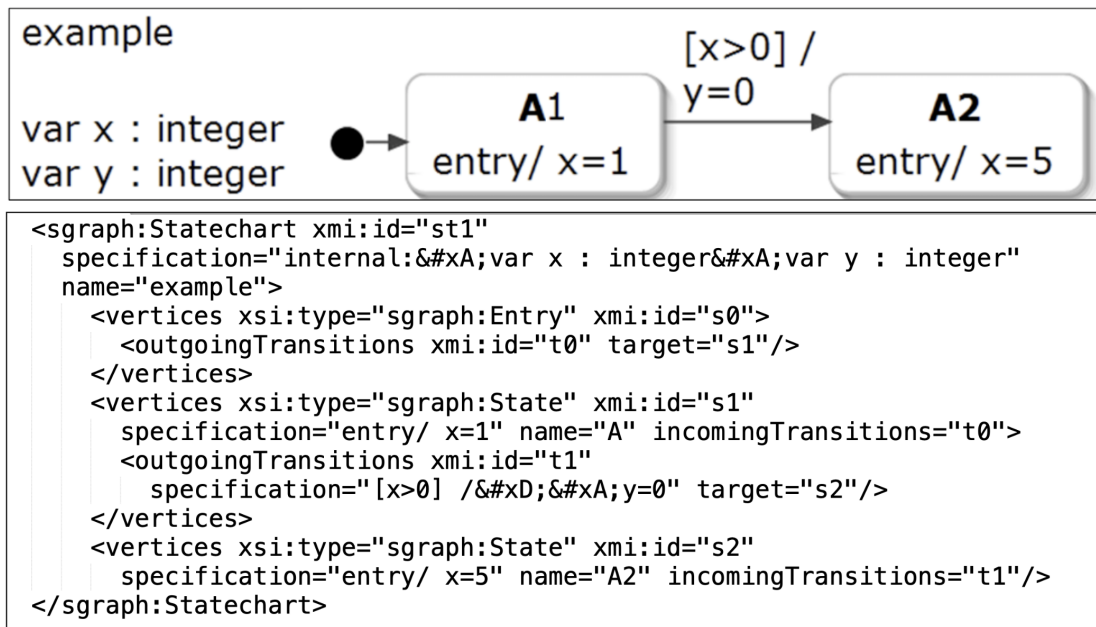 example
var x : integer
var y : integer
A1
entry/ x=1
[x>0] /
y=0
A2
entry/ x=5
<sgraph:Statechart xmi:id="st1"
specification="internal:&#xA;var x : integer&#xA;var y : integer"
name="example">
<vertices xsi:type="sgraph:Entry" xmi:id="s0">
<outgoingTransitions xmi:id="t0" target="s1"/>
</vertices>
<vertices xsi:type="sgraph:State" xmi:id="s1"
specification="entry/ x=1" name="A" incomingTransitions="t0">
<outgoingTransitions xmi:id="t1"
specification="[x>0] /&#xD;&#xA;y=0" target="s2"/>
</vertices>
<vertices xsi:type="sgraph:State" xmi:id="s2"
specification="entry/ x=5" name="A2" incomingTransitions="t1"/>
</sgraph:Statechart>